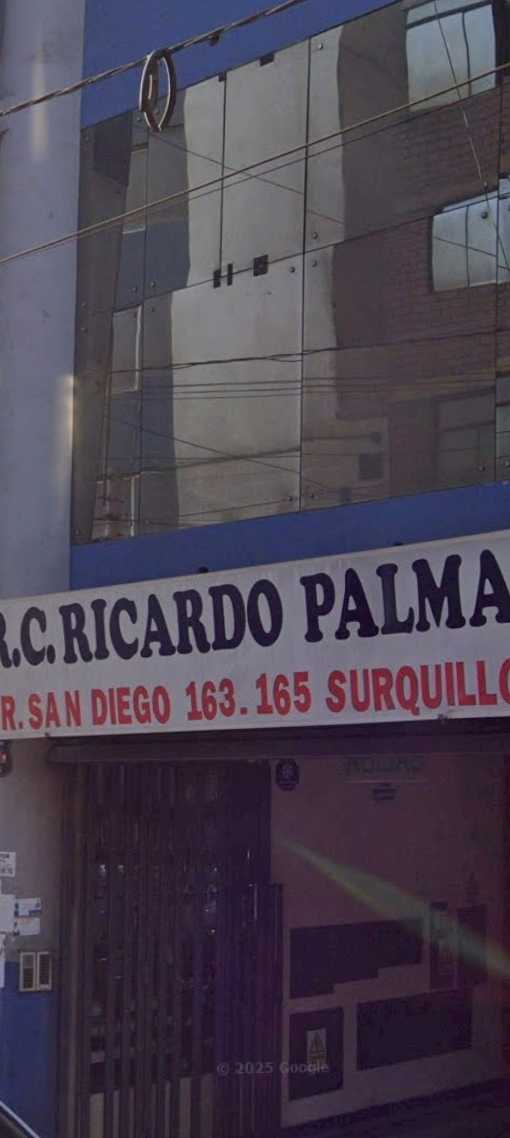 R.C. RICARDO PALMA
R. SAN DIEGO 163. 165 SURQUILLO
© 2025 Google